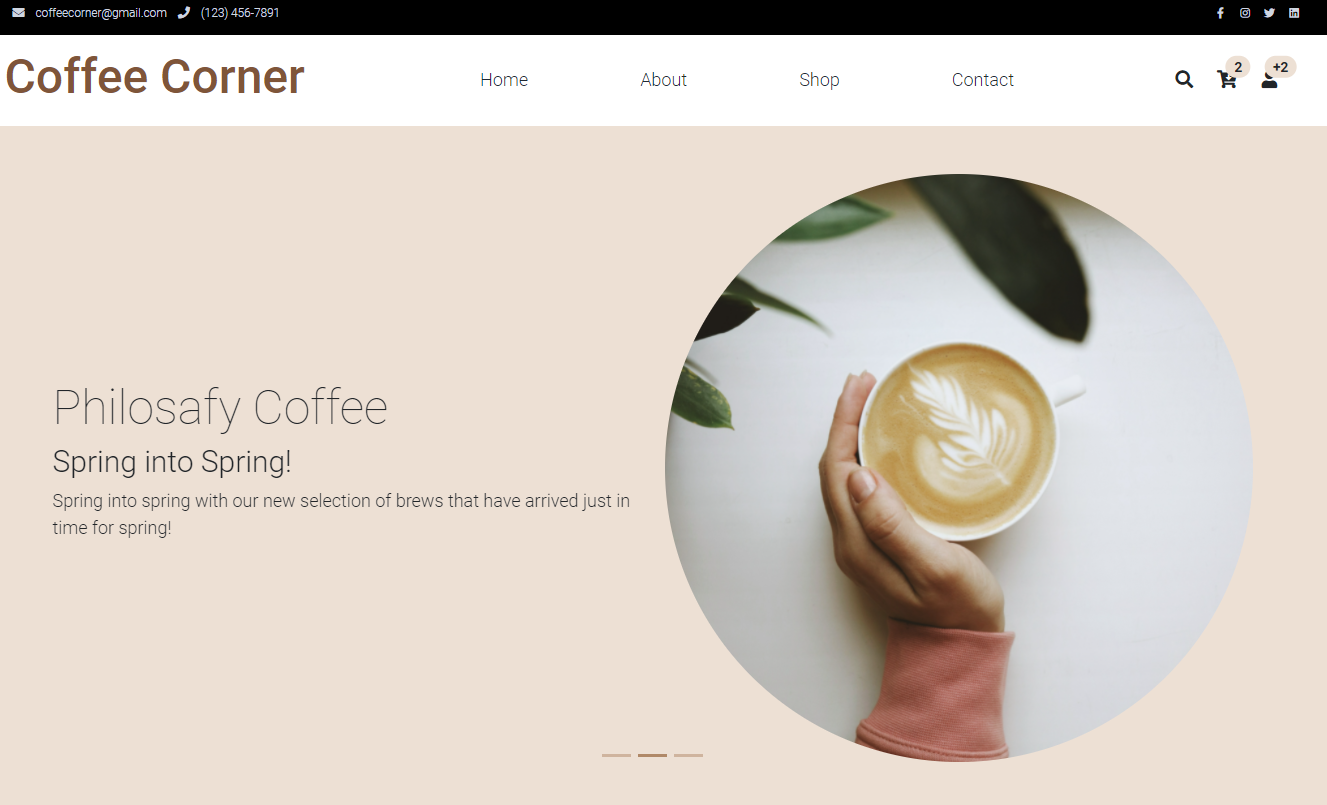 coffeecorner@gmail.com (123) 456-7891
Coffee Corner
Home About Shop Contact
2 +2
Philosafy Coffee
Spring into Spring!
Spring into spring with our new selection of brews that have arrived just in
time for spring!